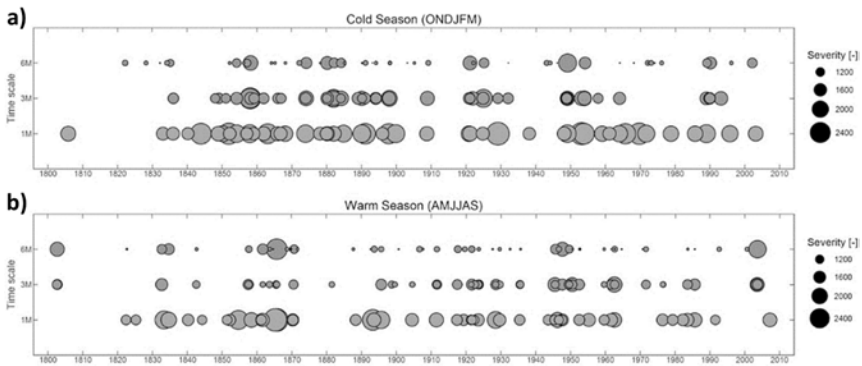 a)
Cold Season (ONDJFM)
Time scale
6M
3M
1M
1800 1810 1820 1830 1840 1850 1860 1870 1880 1890 1900 1910 1920 1930 1940 1950 1960 1970 1980 1990 2000 2010
Severity [-]
1200
1600
2000
2400
b)
Warm Season (AMJJAS)
Time scale
6M
3M
1M
1800 1810 1820 1830 1840 1850 1860 1870 1880 1890 1900 1910 1920 1930 1940 1950 1960 1970 1980 1990 2000 2010
Severity [-]
1200
1600
2000
2400